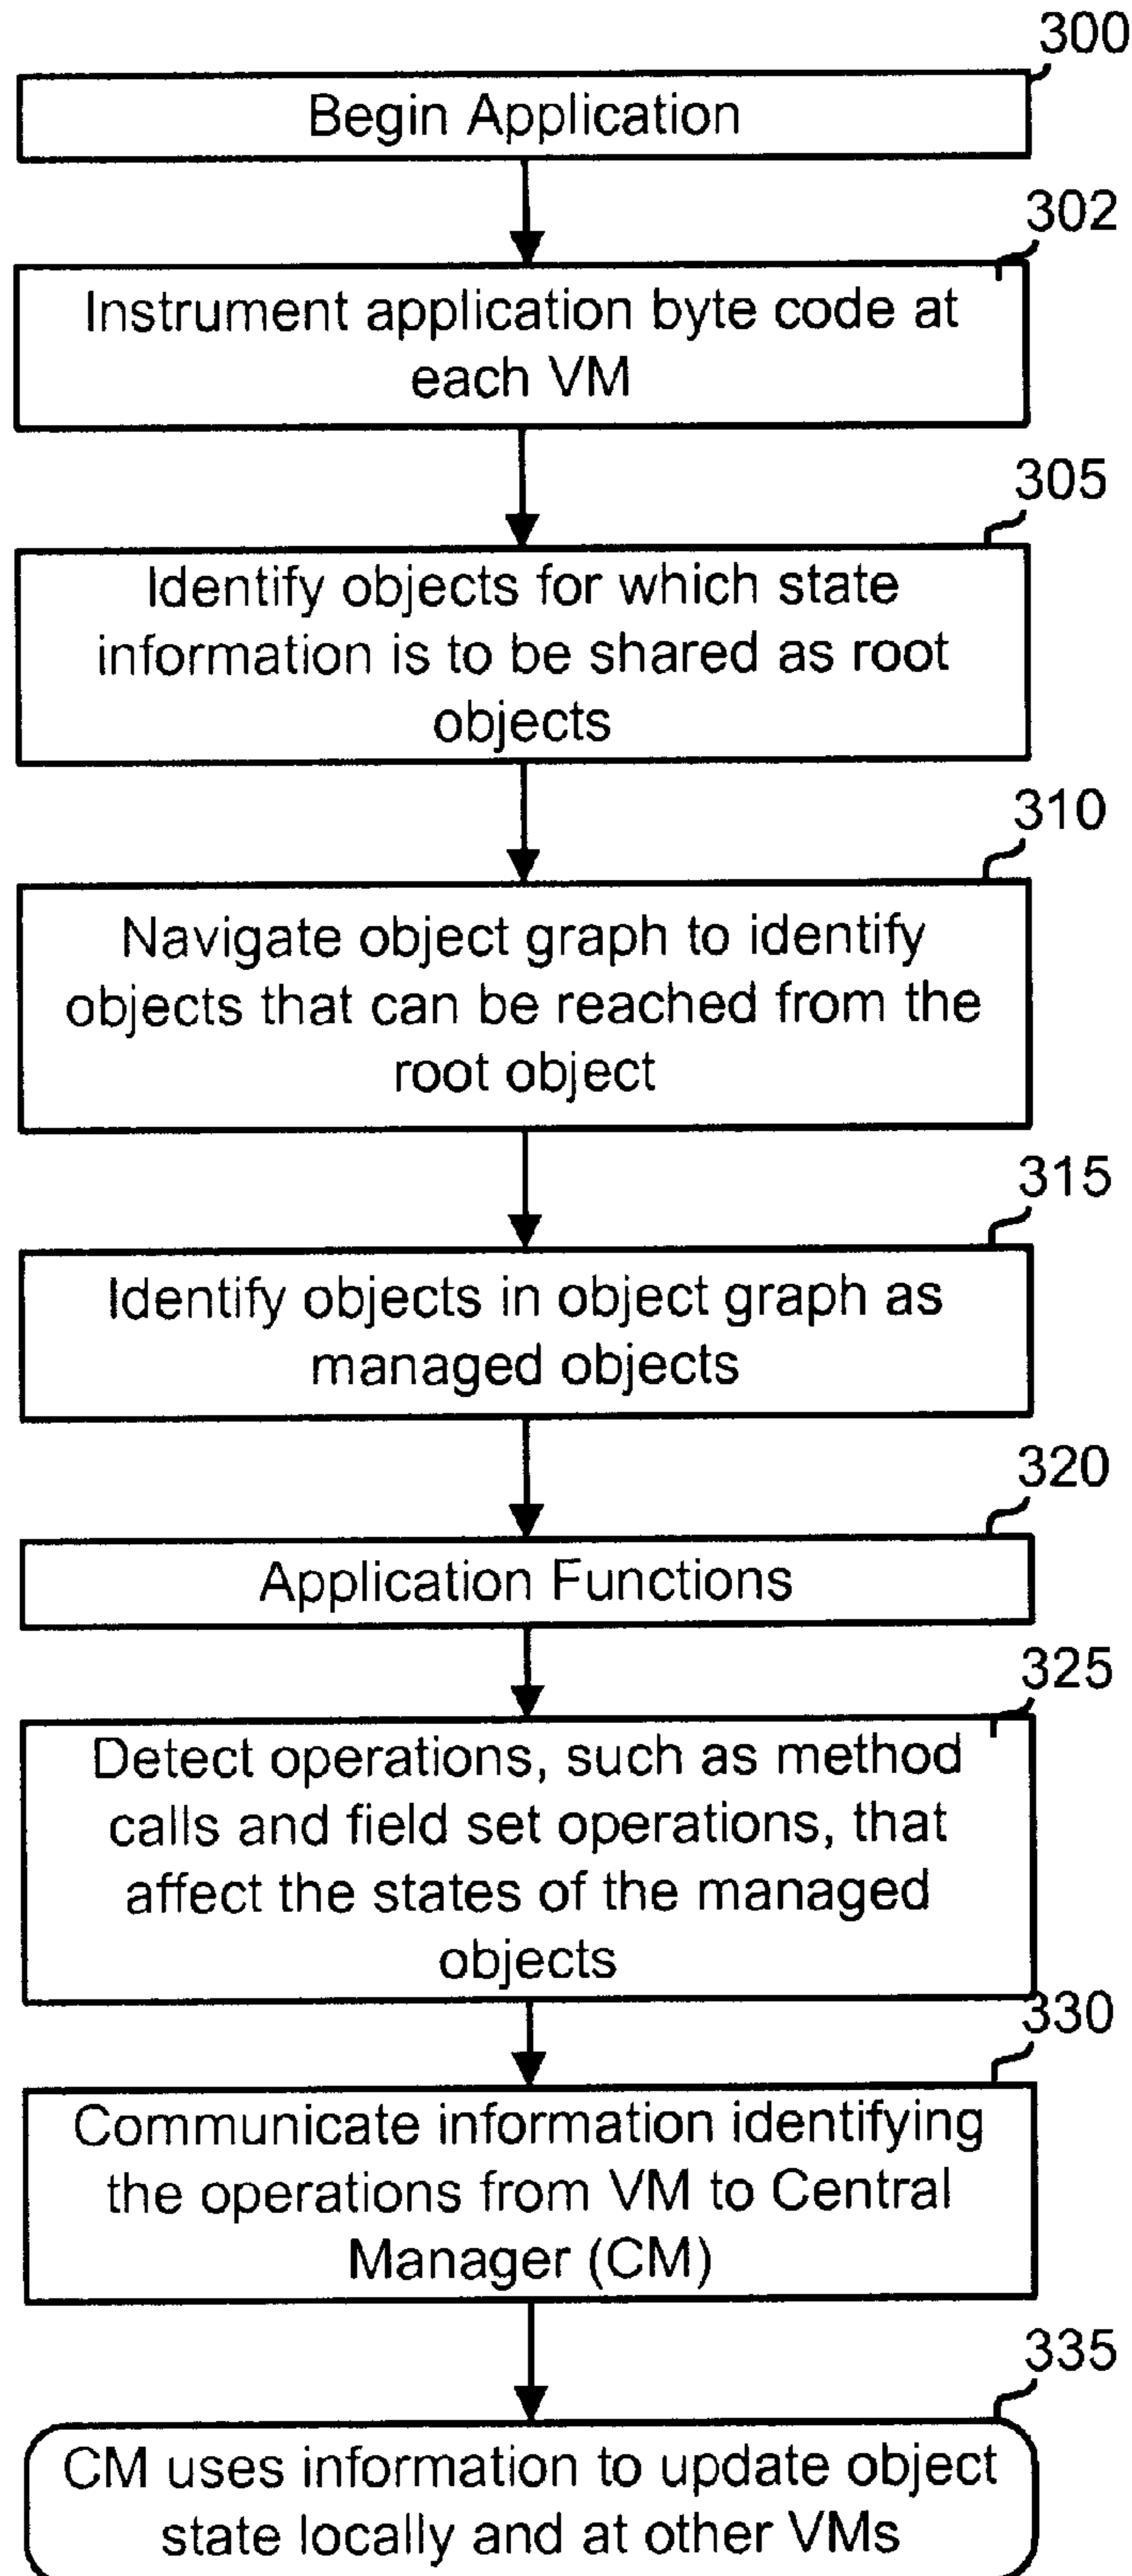 300
Begin Application
302
Instrument application byte code at
each VM
305
Identify objects for which state
information is to be shared as root
objects
310
Navigate object graph to identify
objects that can be reached from the
root object
315
Identify objects in object graph as
managed objects
320
Application Functions
325
Detect operations, such as method
calls and field set operations, that
affect the states of the managed
objects
330
Communicate information identifying
the operations from VM to Central
Manager (CM)
335
CM uses information to update object
state locally and at other VMs